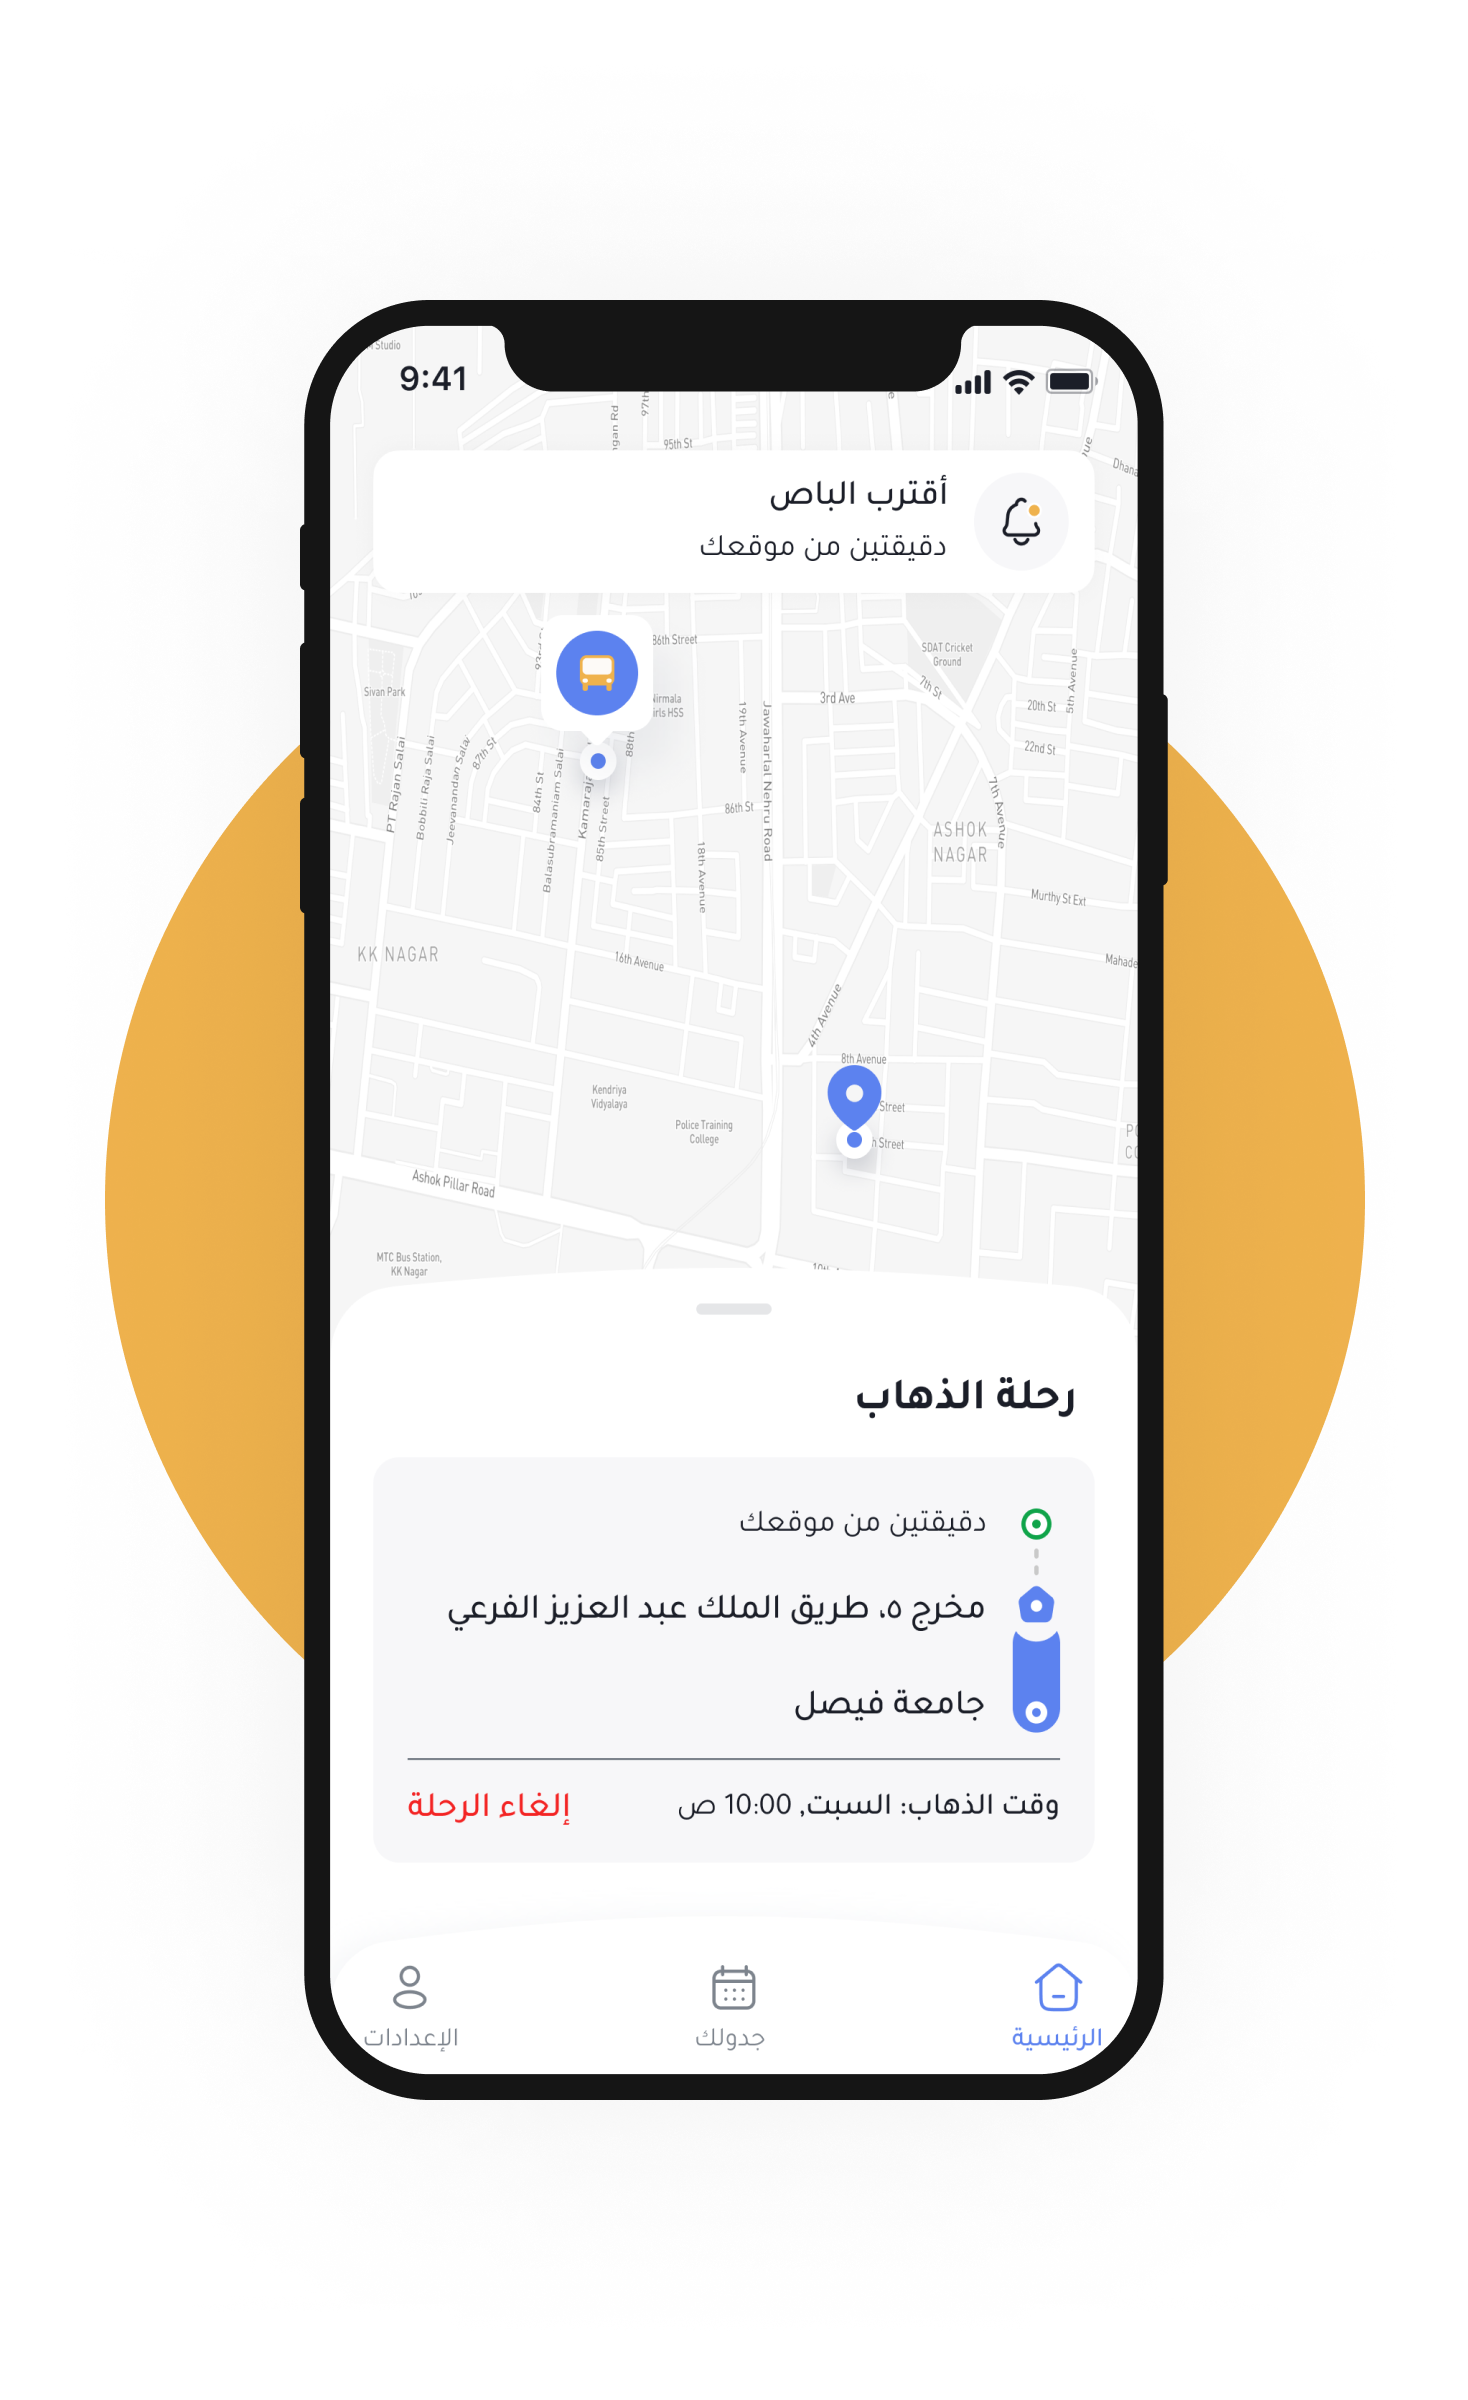 Studio
9:41
95th St
أقترب الباص
دقيقتين من موقعك
86th Street
SDAT Cricket
Ground
Sivan Park
7th St
3rd Ave
5th Avenue
20th St
22nd St
19th Avenue
Jawaharlal Nehru Road
PT Rajan Salai
Bobbili Raja Salai
Jeevanandan Salai
87th St
84th St
Balasubramaniam Salai
85th Street
88th
86th St
7th Avenue
ASHOK
NAGAR
18th Avenue
Murthy St Ext
KK NAGAR
16th Avenue
4th Avenue
8th Avenue
Kendriya
Vidyalaya
Street
Police Training
College
Street
Ashok Pillar Road
MTC Bus Station,
KK Nagar
رحلة الذهاب
دقيقتين من موقعك
مخرج ٥، طريق الملك عبد العزيز الفرعي
جامعة فيصل
وقت الذهاب: السبت, 10:00 ص
إلغاء الرحلة
الرئيسية
جدولك
الإعدادات